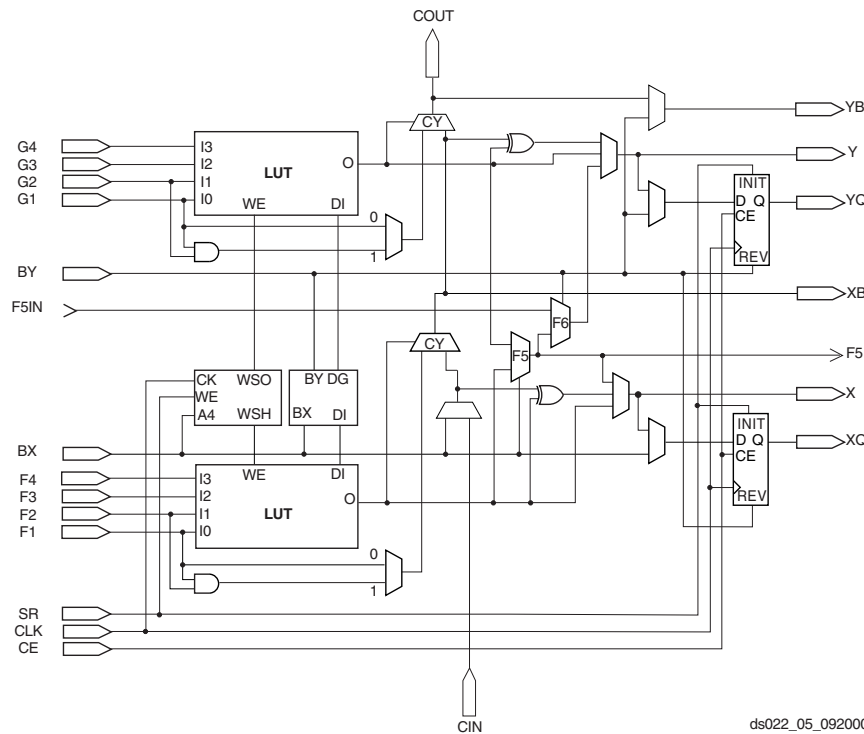 COUT
YB
CY
G4
I3
G3
I2
LUT
O
Y
G2
I1
INIT
G1
I0
WE
DI
D Q
YQ
CE
0
1
REV
BY
XB
F5IN
F6
CY
F5
F5
CK
WSO
BY DG
WE
X
A4
WSH
BX
DI
INIT
D Q
XQ
BX
CE
WE
DI
F4
I3
F3
I2
O
REV
F2
I1
LUT
F1
I0
0
1
SR
CLK
CE
CIN
ds022_05_092000